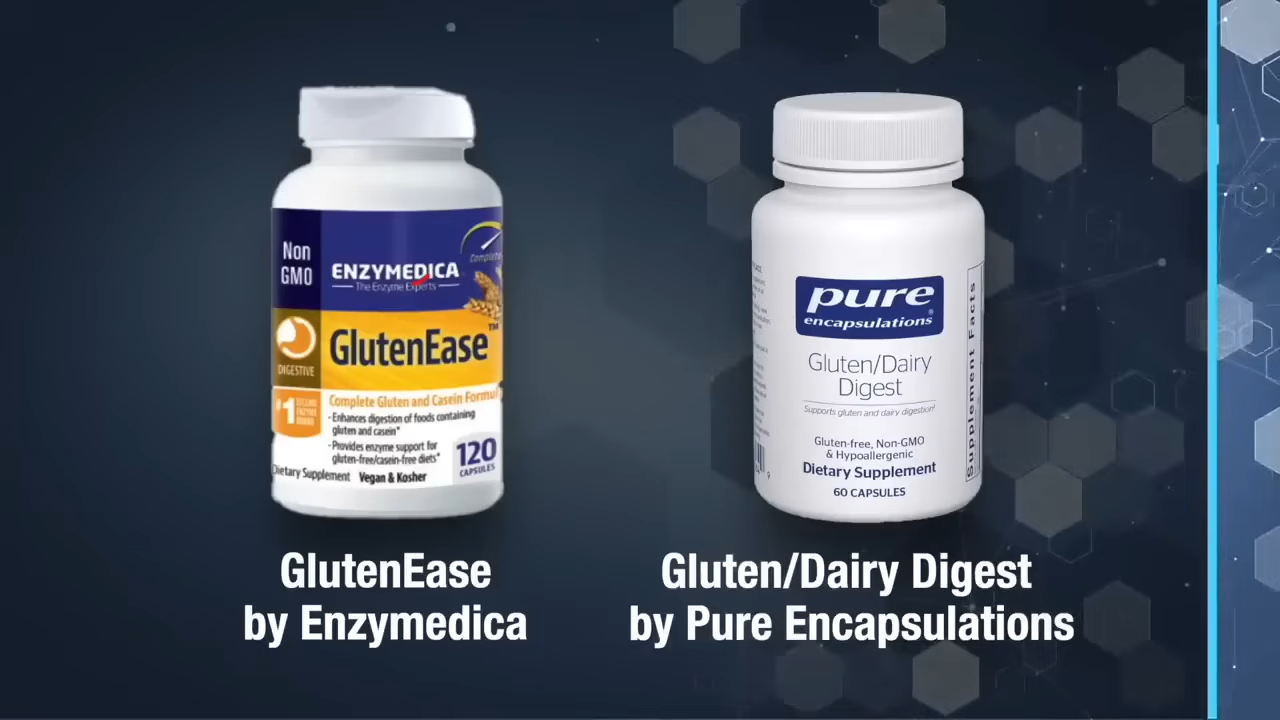 Non
GMO
Complete
ENZYMEDICA
The Enzyme Experts
DIGESTIVE
GlutenEase™
#1
Complete Gluten and Casein Formu
- Enhances digestion of foods containing
gluten and casein*
- Provides enzyme support for
gluten-free/casein-free diets*
120
CAPSULES
Dietary Supplement Vegan & Kosher
pure
encapsulations®
Gluten/Dairy
Digest
Supports gluten and dairy digestion‡
Gluten-free, Non-GMO
& Hypoallergenic
Dietary Supplement
60 CAPSULES
Supplement Facts
GlutenEase
by Enzymedica
Gluten/Dairy Digest
by Pure Encapsulations